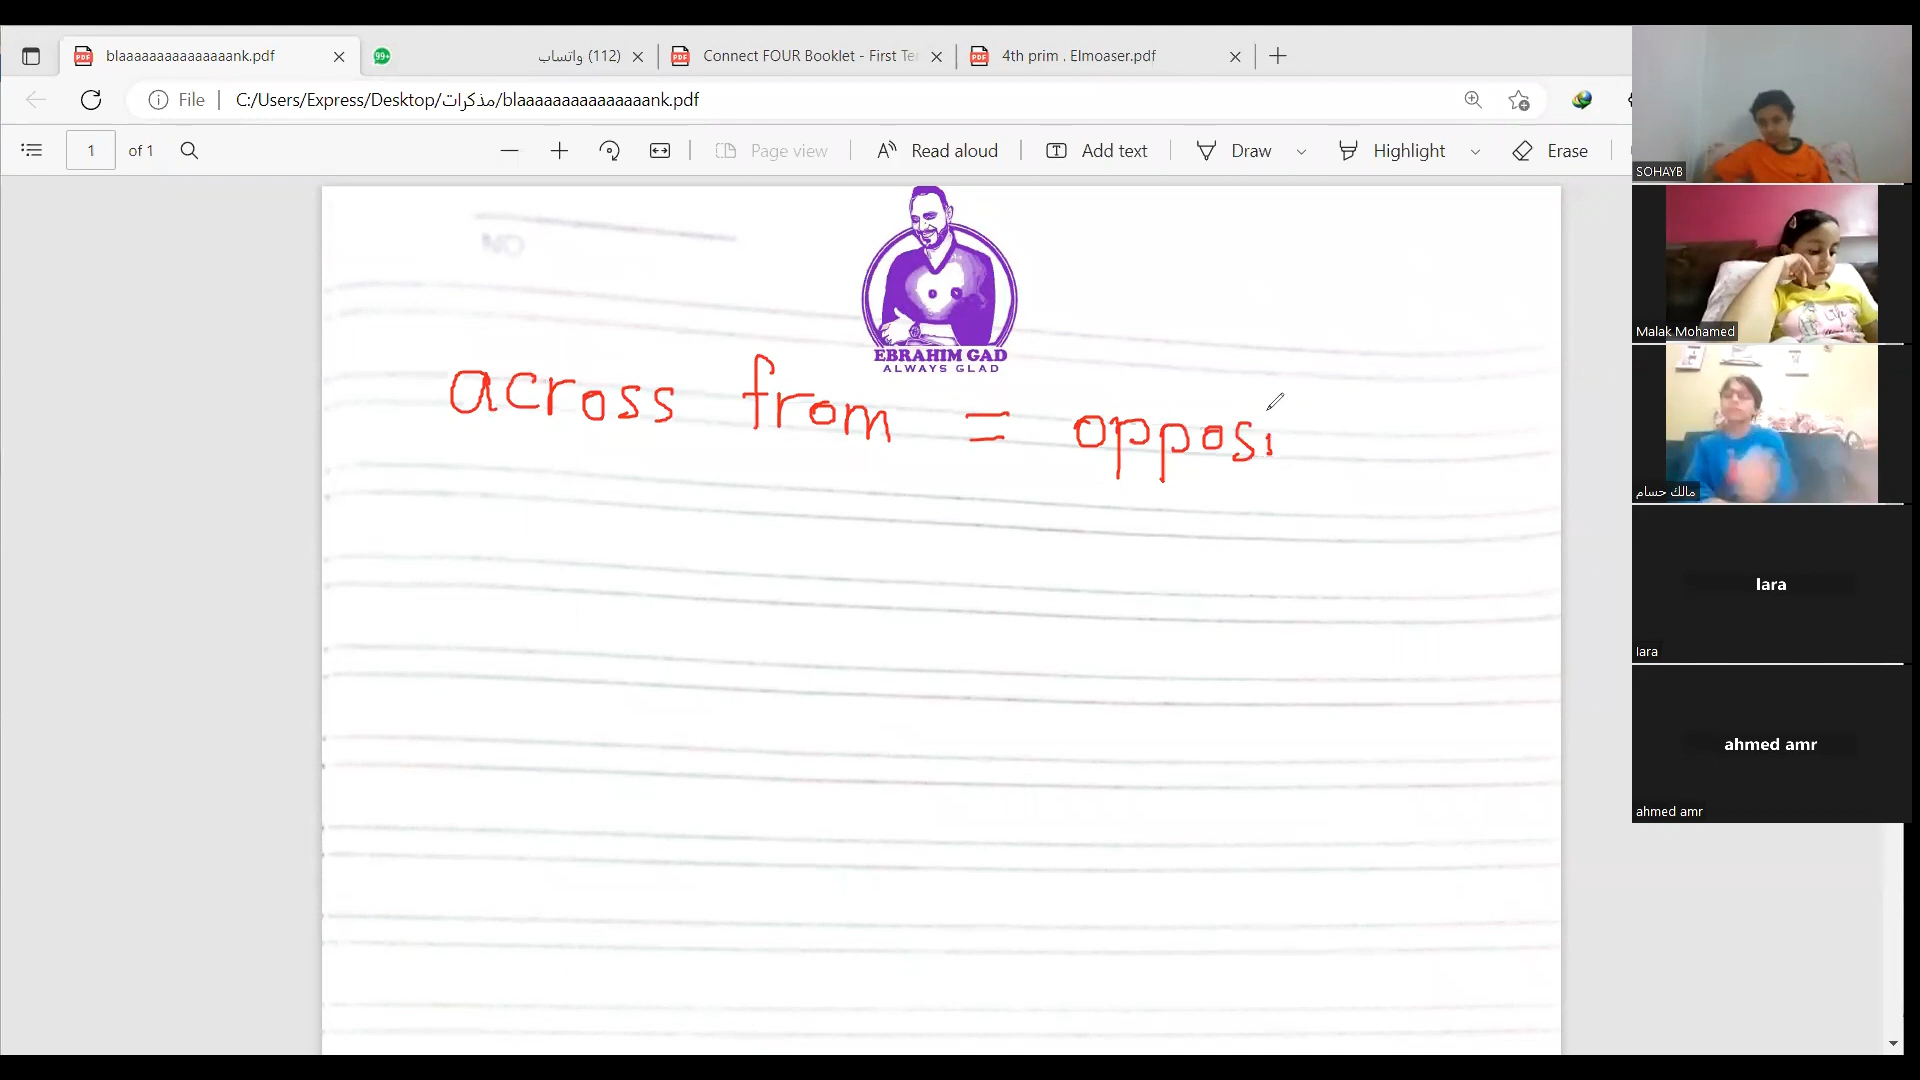 blaaaaaaaaaaaaaaank.pdf
99+
(112) واتساب
Connect FOUR Booklet - First Te
4th prim . Elmoaser.pdf
File
C:/Users/Express/Desktop/مذكرات/blaaaaaaaaaaaaaaank.pdf
1 of 1
Page view
Read aloud
Add text
Draw
Highlight
Erase
NO
EBRAHIM GAD
ALWAYS GLAD
across from = opposi
SOHAYB
Malak Mohamed
مالك حسام
lara
lara
ahmed amr
ahmed amr